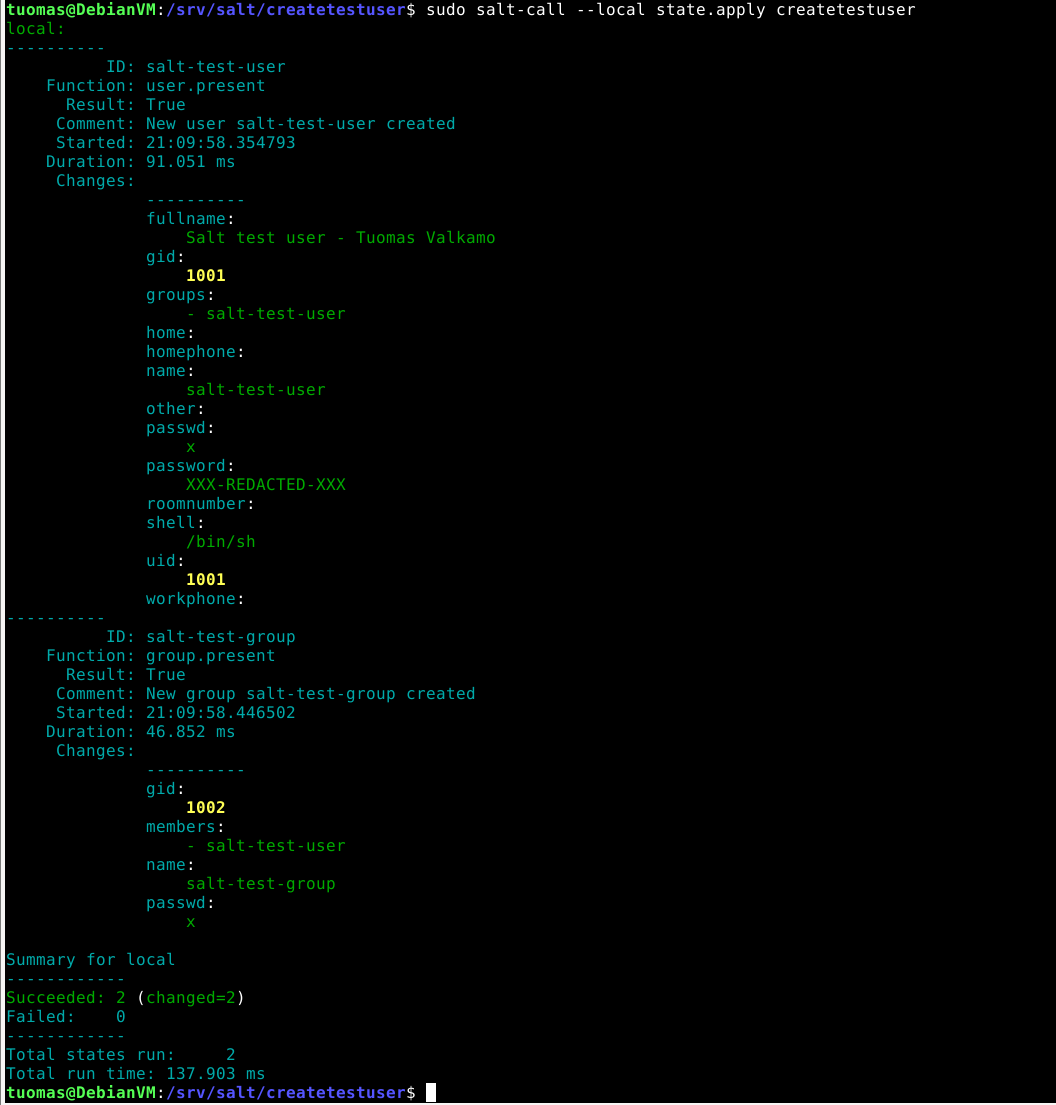 tuomas@DebianVM:/srv/salt/createtestuser$ sudo salt-call --local state.apply createtestuser
local:
----------
          ID: salt-test-user
    Function: user.present
      Result: True
     Comment: New user salt-test-user created
     Started: 21:09:58.354793
    Duration: 91.051 ms
     Changes:
              ----------
              fullname:
                  Salt test user - Tuomas Valkamo
              gid:
                  1001
              groups:
                  - salt-test-user
              home:
              homephone:
              name:
                  salt-test-user
              other:
              passwd:
                  x
              password:
                  XXX-REDACTED-XXX
              roomnumber:
              shell:
                  /bin/sh
              uid:
                  1001
              workphone:
----------
          ID: salt-test-group
    Function: group.present
      Result: True
     Comment: New group salt-test-group created
     Started: 21:09:58.446502
    Duration: 46.852 ms
     Changes:
              ----------
              gid:
                  1002
              members:
                  - salt-test-user
              name:
                  salt-test-group
              passwd:
                  x

Summary for local
------------
Succeeded: 2 (changed=2)
Failed:    0
------------
Total states run:     2
Total run time: 137.903 ms
tuomas@DebianVM:/srv/salt/createtestuser$